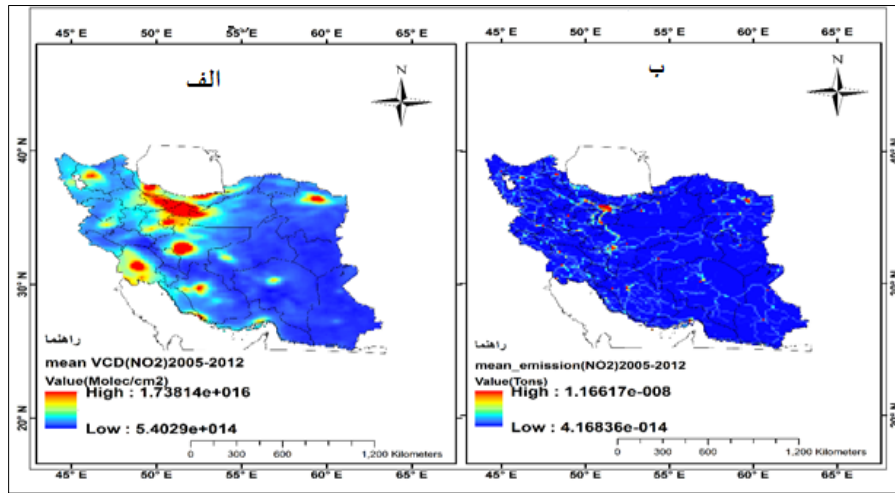 45° E 50° E 55° E 60° E 65° E
45° E 50° E 55° E 60° E 65° E
الف
ب
N
N
40° N
30° N
20° N
راهنما
mean VCD(NO2)2005-2012
Value(Molec/cm2)
High : 1.73814e+016
Low : 5.4029e+014
0 300 600 1,200 Kilometers
راهنما
mean_emission(NO2)2005-2012
Value(Tons)
High : 1.16617e-008
Low : 4.16836e-014
0 300 600 1,200 Kilometers
45° E 50° E 55° E 60° E 65° E
45° E 50° E 55° E 60° E 65° E